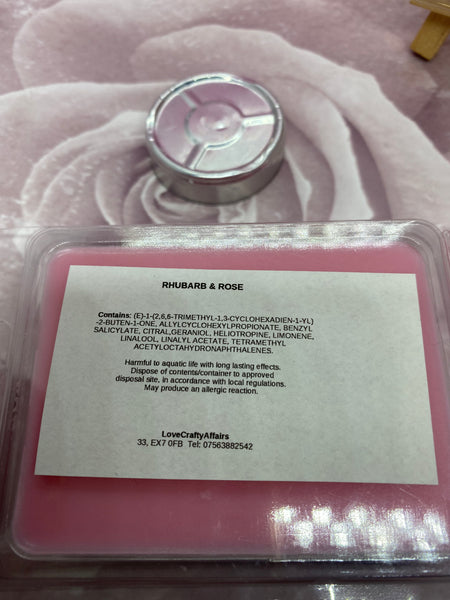 RHUBARB & ROSE
Contains: (E)-1-(2,6,6-TRIMETHYL-1,3-CYCLOHEXADIEN-1-YL)
-2-BUTEN-1-ONE, ALLYLCYCLOHEXYLPROPIONATE, BENZYL
SALICYLATE, CITRAL,GERANIOL, HELIOTROPINE, LIMONENE,
LINALOOL, LINALYL ACETATE, TETRAMETHYL
ACETYLOCTAHYDRONAPHTHALENES.
Harmful to aquatic life with long lasting effects.
Dispose of contents/container to approved
disposal site, in accordance with local regulations.
May produce an allergic reaction.
LoveCraftyAffairs
33, EX7 0FB Tel: 07563882542